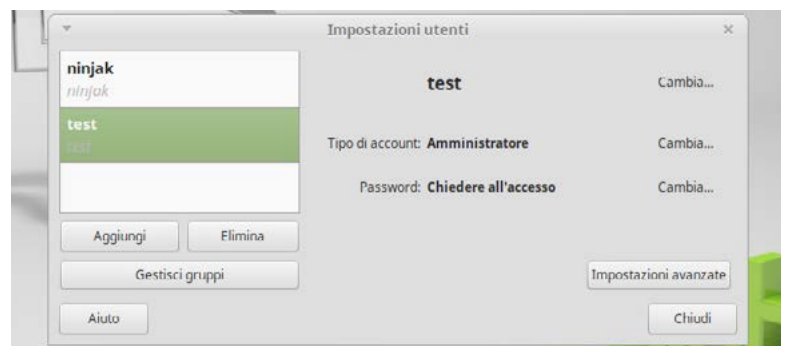 Impostazioni utenti
ninjak
ninjak
test
test
Aggiungi
Elimina
Gestisci gruppi
Aiuto
test
Cambia...
Tipo di account: Amministratore
Cambia...
Password: Chiedere all'accesso
Cambia...
Impostazioni avanzate
Chiudi